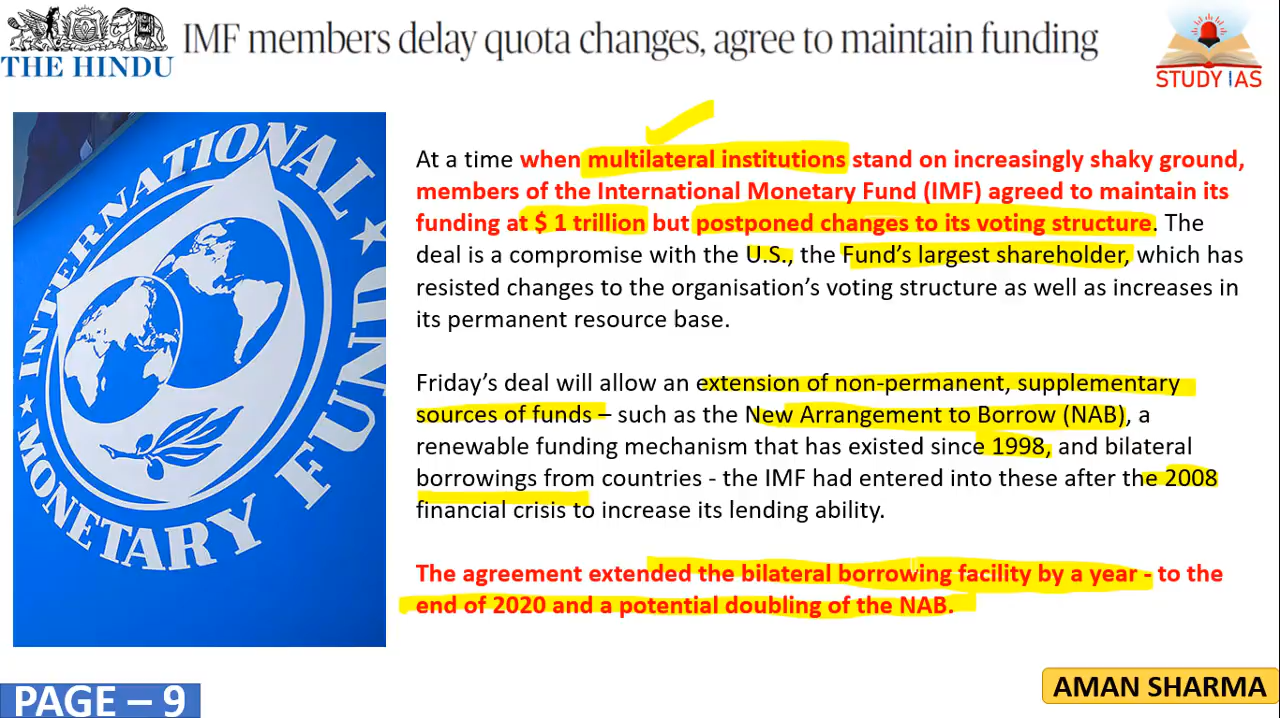 THE HINDU
IMF members delay quota changes, agree to maintain funding
STUDY IAS
INTERNATIONAL
MONETARY FUND
At a time when multilateral institutions stand on increasingly shaky ground,
members of the International Monetary Fund (IMF) agreed to maintain its
funding at $ 1 trillion but postponed changes to its voting structure. The
deal is a compromise with the U.S., the Fund's largest shareholder, which has
resisted changes to the organisation's voting structure as well as increases in
its permanent resource base.
Friday's deal will allow an extension of non-permanent, supplementary
sources of funds – such as the New Arrangement to Borrow (NAB), a
renewable funding mechanism that has existed since 1998, and bilateral
borrowings from countries - the IMF had entered into these after the 2008
financial crisis to increase its lending ability.
The agreement extended the bilateral borrowing facility by a year - to the
end of 2020 and a potential doubling of the NAB.
PAGE – 9
AMAN SHARMA